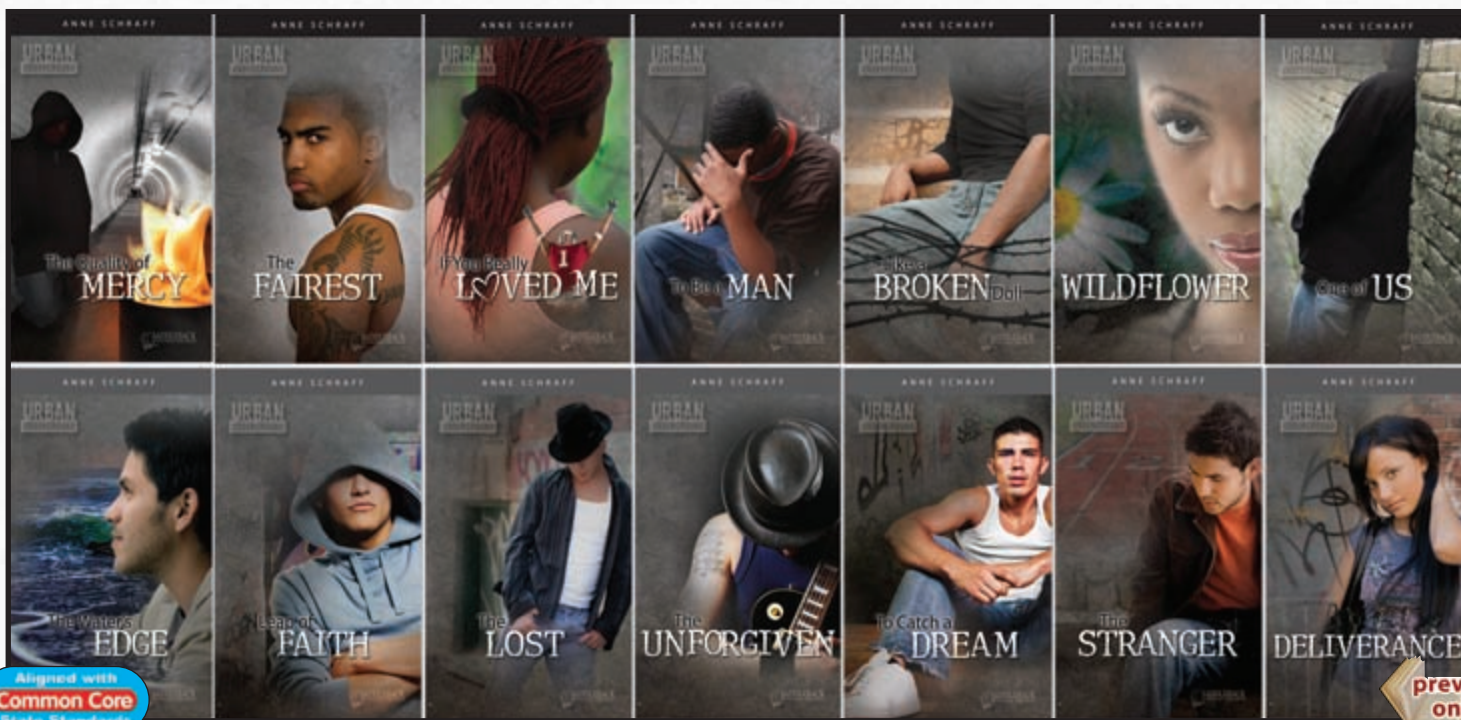 ANNE SCHRAFF
URBAN
The Quality of
MERCY
ANNE SCHRAFF
URBAN
The
FAIREST
ANNE SCHRAFF
URBAN
If You Really
LOVED ME
1
ANNE SCHRAFF
URBAN
To Be a MAN
ANNE SCHRAFF
URBAN
Like a
BROKEN Doll
ANNE SCHRAFF
URBAN
WILDFLOWER
ANNE SCHRAFF
URBAN
One of US
ANNE SCHRAFF
URBAN
The Water's
EDGE
ANNE SCHRAFF
URBAN
Leap of
FAITH
ANNE SCHRAFF
URBAN
The
LOST
ANNE SCHRAFF
URBAN
The
UNFORGIVEN
ANNE SCHRAFF
URBAN
To Catch a
DREAM
ANNE SCHRAFF
URBAN
The
STRANGER
ANNE SCHRAFF
URBAN
DELIVERANCE
Aligned with
Common Core
State Standards
prev
on